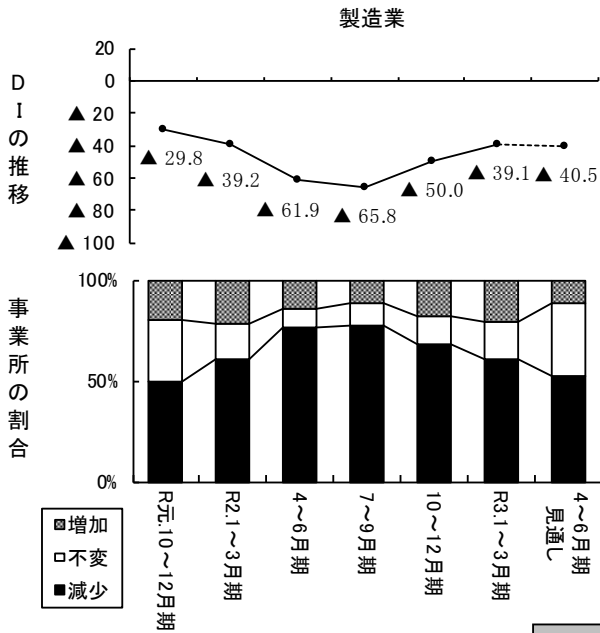 製造業
DIの推移
20
0
▲ 20
▲ 40
▲ 60
▲ 80
▲ 100
▲ 29.8
▲ 39.2
▲ 61.9
▲ 65.8
▲ 50.0
▲ 39.1
▲ 40.5
事業所の割合
100%
50%
0%
R元.10～12月期
R2.1～3月期
4～6月期
7～9月期
10～12月期
R3.1～3月期
4～6月期
見通し
増加
不変
減少